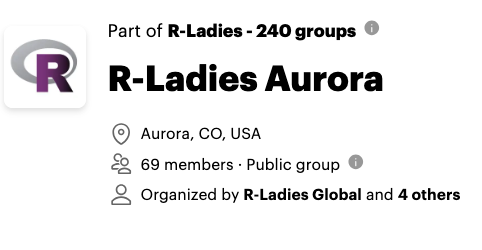 Part of R-Ladies - 240 groups
R
R-Ladies Aurora
Aurora, CO, USA
69 members · Public group
Organized by R-Ladies Global and 4 others